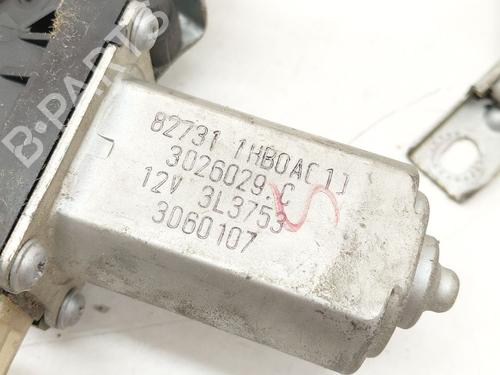 82731 1HB0A[1]
3026029 C
12V 3L3753
3060107
B-PARTS